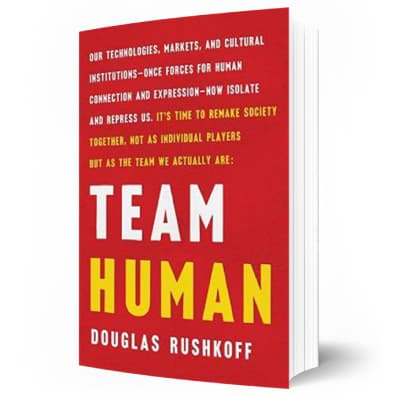 OUR TECHNOLOGIES, MARKETS, AND CULTURAL
INSTITUTIONS—ONCE FORCES FOR HUMAN
CONNECTION AND EXPRESSION—NOW ISOLATE
AND REPRESS US. IT'S TIME TO REMAKE SOCIETY
TOGETHER, NOT AS INDIVIDUAL PLAYERS
BUT AS THE TEAM WE ACTUALLY ARE:
TEAM
HUMAN
DOUGLAS RUSHKOFF